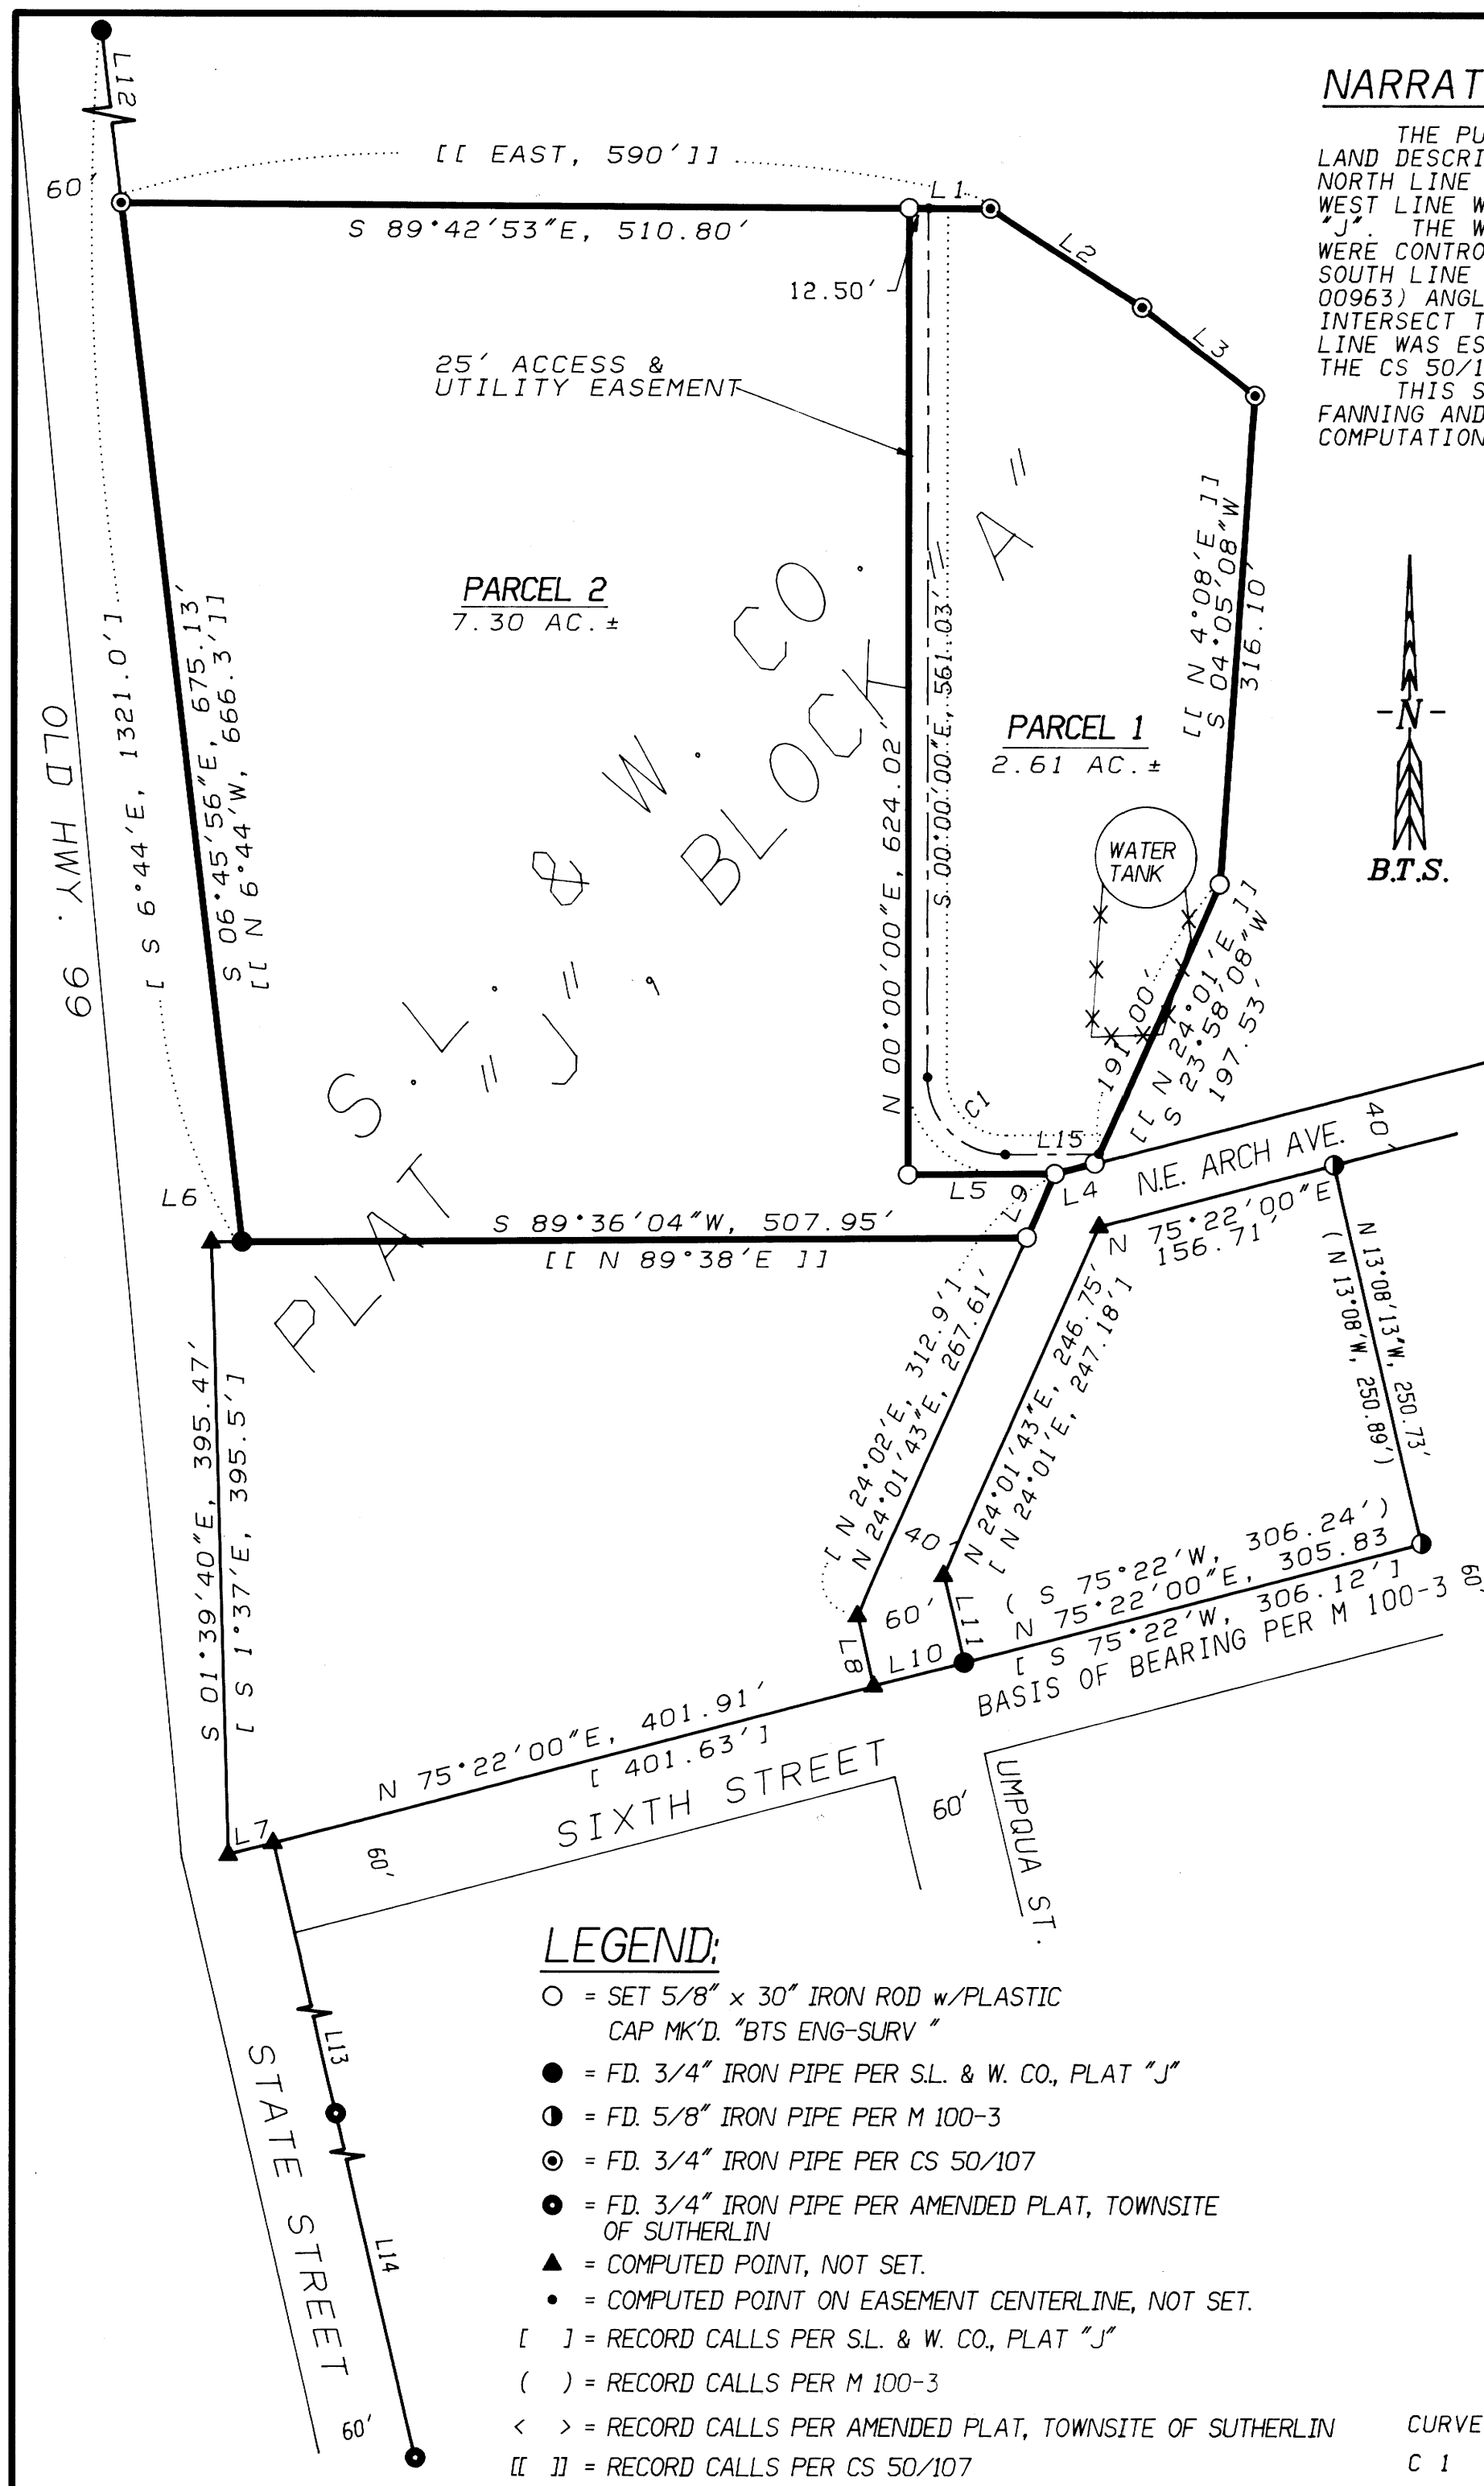 L12
NARRAT
THE PU
LAND DESCRI
NORTH LINE
WEST LINE W
"J". THE W
WERE CONTRO
SOUTH LINE
00963) ANGL
INTERSECT T
LINE WAS ES
THE CS 50/1
THIS S
FANNING AND
COMPUTATION
[[ EAST, 590' ]]
60'
L1
S 89°42'53"E, 510.80'
L2
12.50'
L3
25' ACCESS &
UTILITY EASEMENT
PARCEL 2
7.30 AC.±
[ S 6°44'E, 1321.0' ]
S 06°45'56"E, 675.13'
[[ N 6°44'W, 666.3' ]]
OLD HWY. 99
PLAT "J", BLOCK "A"
S. L. & W. CO.
N 00°00'00"E, 624.02'
S 00°00'00"E, 561.03'
PARCEL 1
2.61 AC.±
[[ N 4°08'E, ]]
S 04°05'08"W
316.10'
-N-
B.T.S.
WATER
TANK
191.00'
[[ N 24°01'E ]]
S 23°58'08"W
197.53'
C1
L15
L5
L4
L9
L6
N.E. ARCH AVE.
40'
S 89°36'04"W, 507.95'
[[ N 89°38'E ]]
N 75°22'00"E
156.71'
N 13°08'13"W, 250.73'
( N 13°08'W, 250.89')
[ N 24°02'E, 312.9' ]
N 24°01'43"E, 267.61'
N 24°01'43"E, 246.75'
[ N 24°01'E, 247.18' ]
S 01°39'40"E, 395.47'
[ S 1°37'E, 395.5' ]
40'
60'
L8
L10
L11
( S 75°22'W, 306.24' )
N 75°22'00"E, 305.83
[ S 75°22'W, 306.12' ]
BASIS OF BEARING PER M 100-3
60'
N 75°22'00"E, 401.91'
[ 401.63' ]
SIXTH STREET
60'
60'
UMPQUA ST.
L7
L13
L14
STATE STREET
60'
LEGEND:
= SET 5/8" x 30" IRON ROD w/PLASTIC
CAP MK'D. "BTS ENG-SURV "
= FD. 3/4" IRON PIPE PER S.L. & W. CO., PLAT "J"
= FD. 5/8" IRON PIPE PER M 100-3
= FD. 3/4" IRON PIPE PER CS 50/107
= FD. 3/4" IRON PIPE PER AMENDED PLAT, TOWNSITE
OF SUTHERLIN
= COMPUTED POINT, NOT SET.
= COMPUTED POINT ON EASEMENT CENTERLINE, NOT SET.
[ ] = RECORD CALLS PER S.L. & W. CO., PLAT "J"
( ) = RECORD CALLS PER M 100-3
< > = RECORD CALLS PER AMENDED PLAT, TOWNSITE OF SUTHERLIN
[[ ]] = RECORD CALLS PER CS 50/107
CURVE
C 1